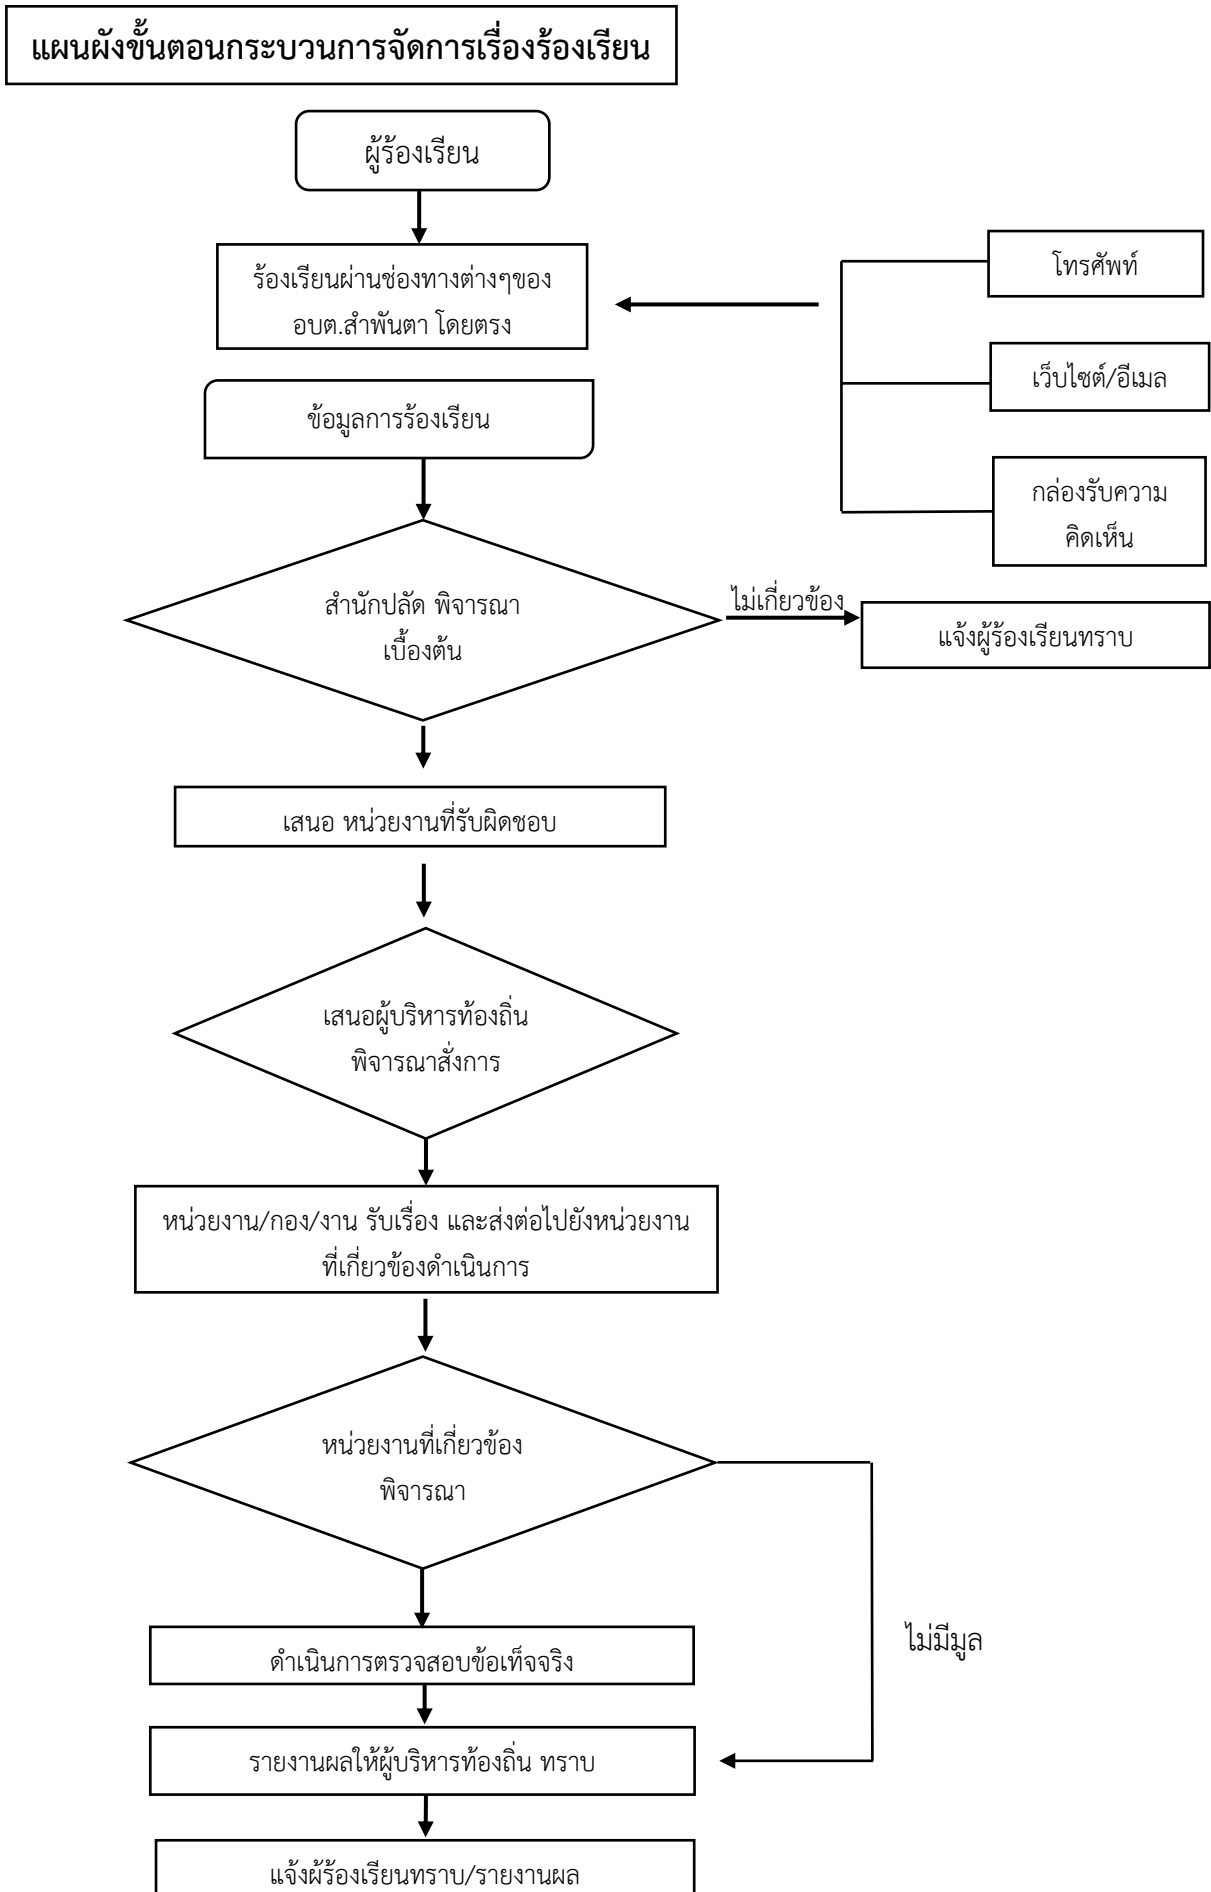 แผนผังขั้นตอนกระบวนการจัดการเรื่องร้องเรียน
ผู้ร้องเรียน
ร้องเรียนผ่านช่องทางต่างๆของ
อบต.สำพันตา โดยตรง
โทรศัพท์
เว็บไซต์/อีเมล
กล่องรับความ
คิดเห็น
ข้อมูลการร้องเรียน
สำนักปลัด พิจารณา
เบื้องต้น
ไม่เกี่ยวข้อง
แจ้งผู้ร้องเรียนทราบ
เสนอ หน่วยงานที่รับผิดชอบ
เสนอผู้บริหารท้องถิ่น
พิจารณาสั่งการ
หน่วยงาน/กอง/งาน รับเรื่อง และส่งต่อไปยังหน่วยงาน
ที่เกี่ยวข้องดำเนินการ
หน่วยงานที่เกี่ยวข้อง
พิจารณา
ไม่มีมูล
ดำเนินการตรวจสอบข้อเท็จจริง
รายงานผลให้ผู้บริหารท้องถิ่น ทราบ
แจ้งผู้ร้องเรียนทราบ/รายงานผล